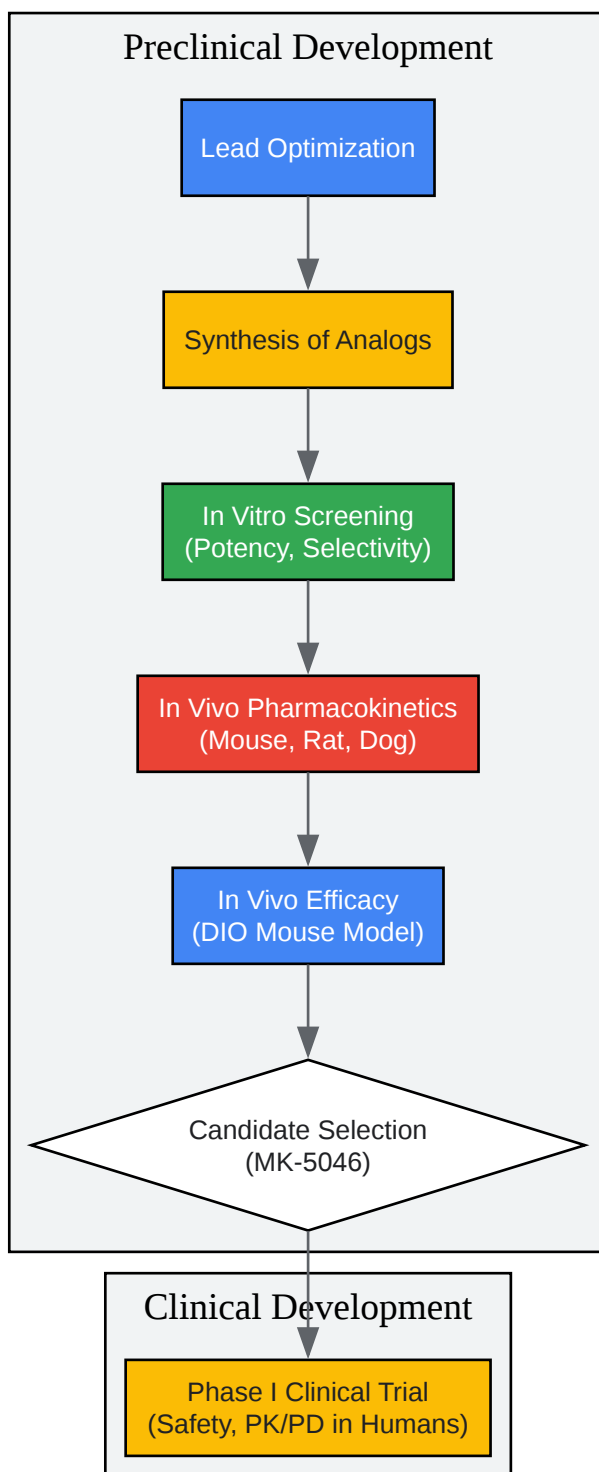 Preclinical Development
Lead Optimization
Synthesis of Analogs
In Vitro Screening
(Potency, Selectivity)
In Vivo Pharmacokinetics
(Mouse, Rat, Dog)
In Vivo Efficacy
(DIO Mouse Model)
Candidate Selection
(MK-5046)
Clinical Development
Phase I Clinical Trial
(Safety, PK/PD in Humans)